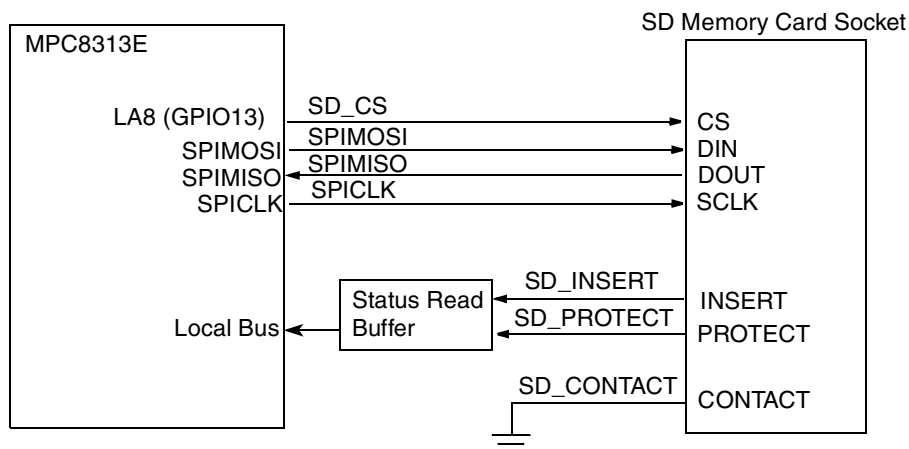 SD Memory Card Socket
MPC8313E
LA8 (GPIO13)
SD_CS
CS
SPIMOSI
SPIMOSI
DIN
SPIMISO
SPIMISO
DOUT
SPICLK
SPICLK
SCLK
SD_INSERT
INSERT
Status Read
Buffer
Local Bus
SD_PROTECT
PROTECT
SD_CONTACT
CONTACT